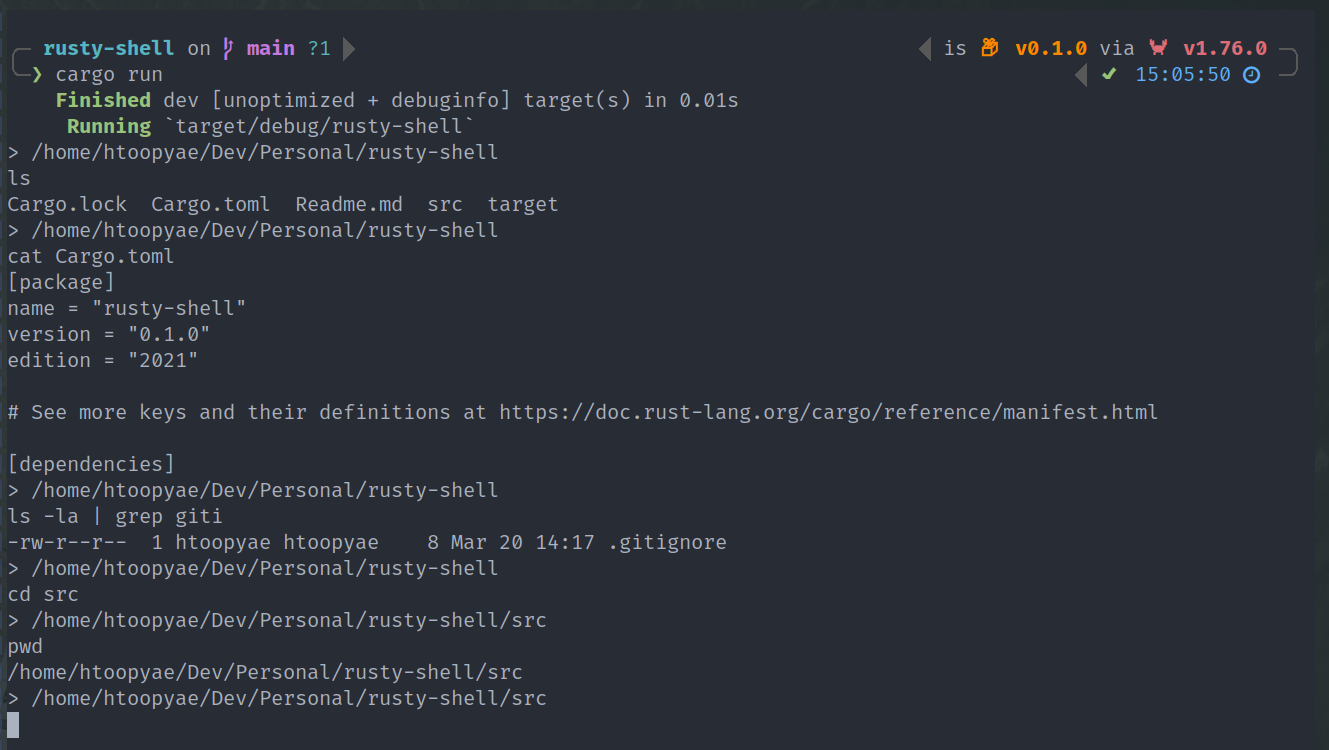 rusty-shell on main ?1 is v0.1.0 via v1.76.0
❯ cargo run ✔ 15:05:50
Finished dev [unoptimized + debuginfo] target(s) in 0.01s
Running `target/debug/rusty-shell`
> /home/htoopyae/Dev/Personal/rusty-shell
ls
Cargo.lock  Cargo.toml  Readme.md  src  target
> /home/htoopyae/Dev/Personal/rusty-shell
cat Cargo.toml
[package]
name = "rusty-shell"
version = "0.1.0"
edition = "2021"
# See more keys and their definitions at https://doc.rust-lang.org/cargo/reference/manifest.html
[dependencies]
> /home/htoopyae/Dev/Personal/rusty-shell
ls -la | grep giti
-rw-r--r--  1 htoopyae htoopyae    8 Mar 20 14:17 .gitignore
> /home/htoopyae/Dev/Personal/rusty-shell
cd src
> /home/htoopyae/Dev/Personal/rusty-shell/src
pwd
/home/htoopyae/Dev/Personal/rusty-shell/src
> /home/htoopyae/Dev/Personal/rusty-shell/src